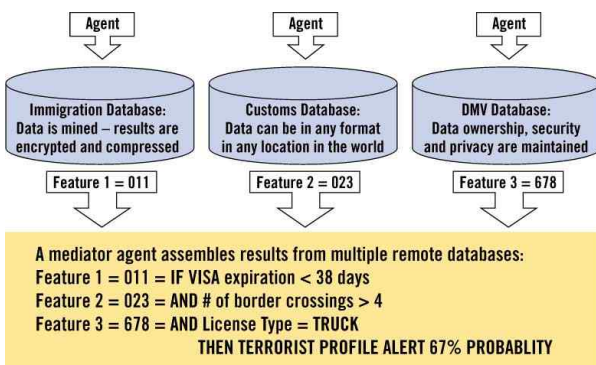 Agent
Agent
Agent
Immigration Database:
Data is mined – results are
encrypted and compressed
Customs Database:
Data can be in any format
in any location in the world
DMV Database:
Data ownership, security
and privacy are maintained
Feature 1 = 011
Feature 2 = 023
Feature 3 = 678
A mediator agent assembles results from multiple remote databases:
Feature 1 = 011 = IF VISA expiration < 38 days
Feature 2 = 023 = AND # of border crossings > 4
Feature 3 = 678 = AND License Type = TRUCK
THEN TERRORIST PROFILE ALERT 67% PROBABLITY